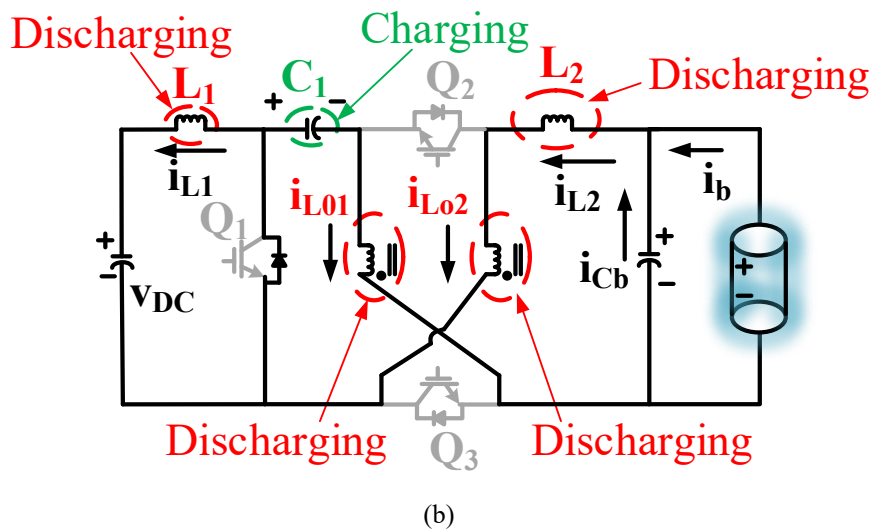 Discharging
Charging
L1
C1
+ -
Q2
L2
Discharging
iL1
Q1
iL01
iLo2
iL2
ib
iCb
+
-
vDC
+
-
+
-
Discharging
Q3
Discharging
(b)